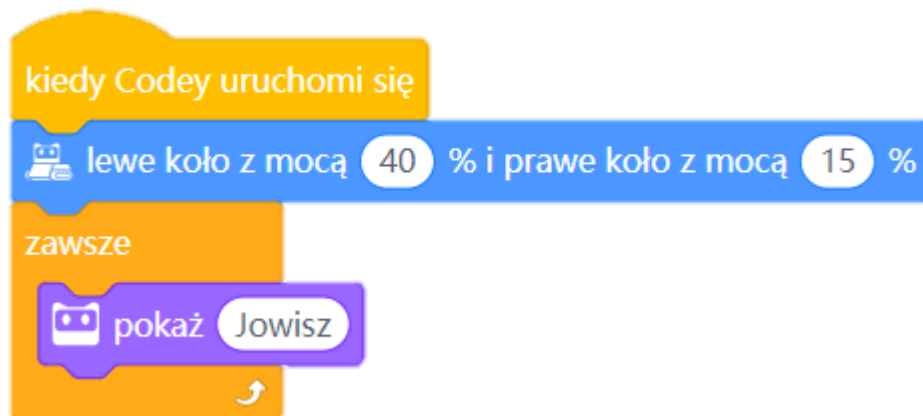 kiedy Codey uruchomi się
lewe koło z mocą 40 % i prawe koło z mocą 15 %
zawsze
pokaż Jowisz